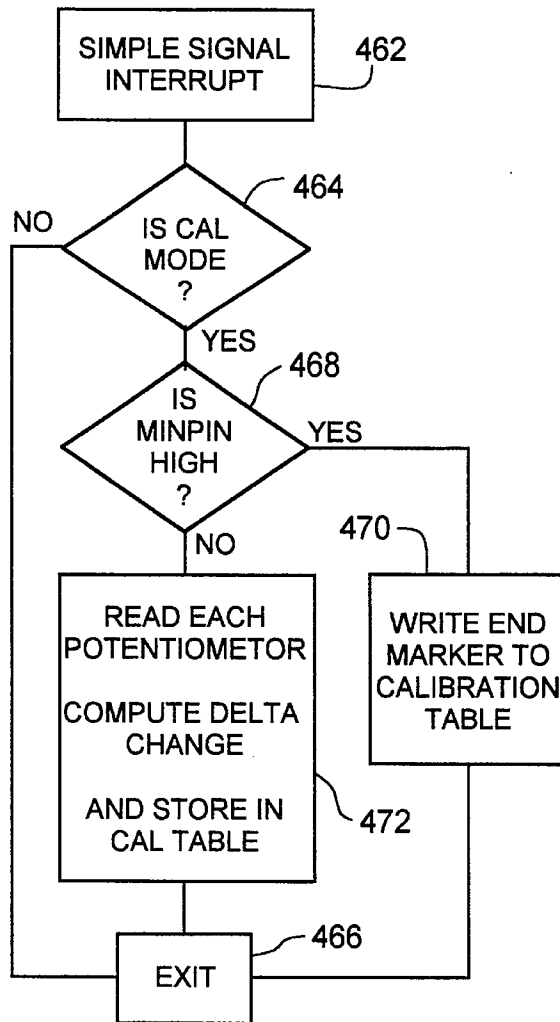 SIMPLE SIGNAL
INTERRUPT
462
464
NO
IS CAL
MODE
?
YES
468
IS
MINPIN
HIGH
?
YES
NO
470
READ EACH
POTENTIOMETOR
COMPUTE DELTA
CHANGE
AND STORE IN
CAL TABLE
472
WRITE END
MARKER TO
CALIBRATION
TABLE
466
EXIT